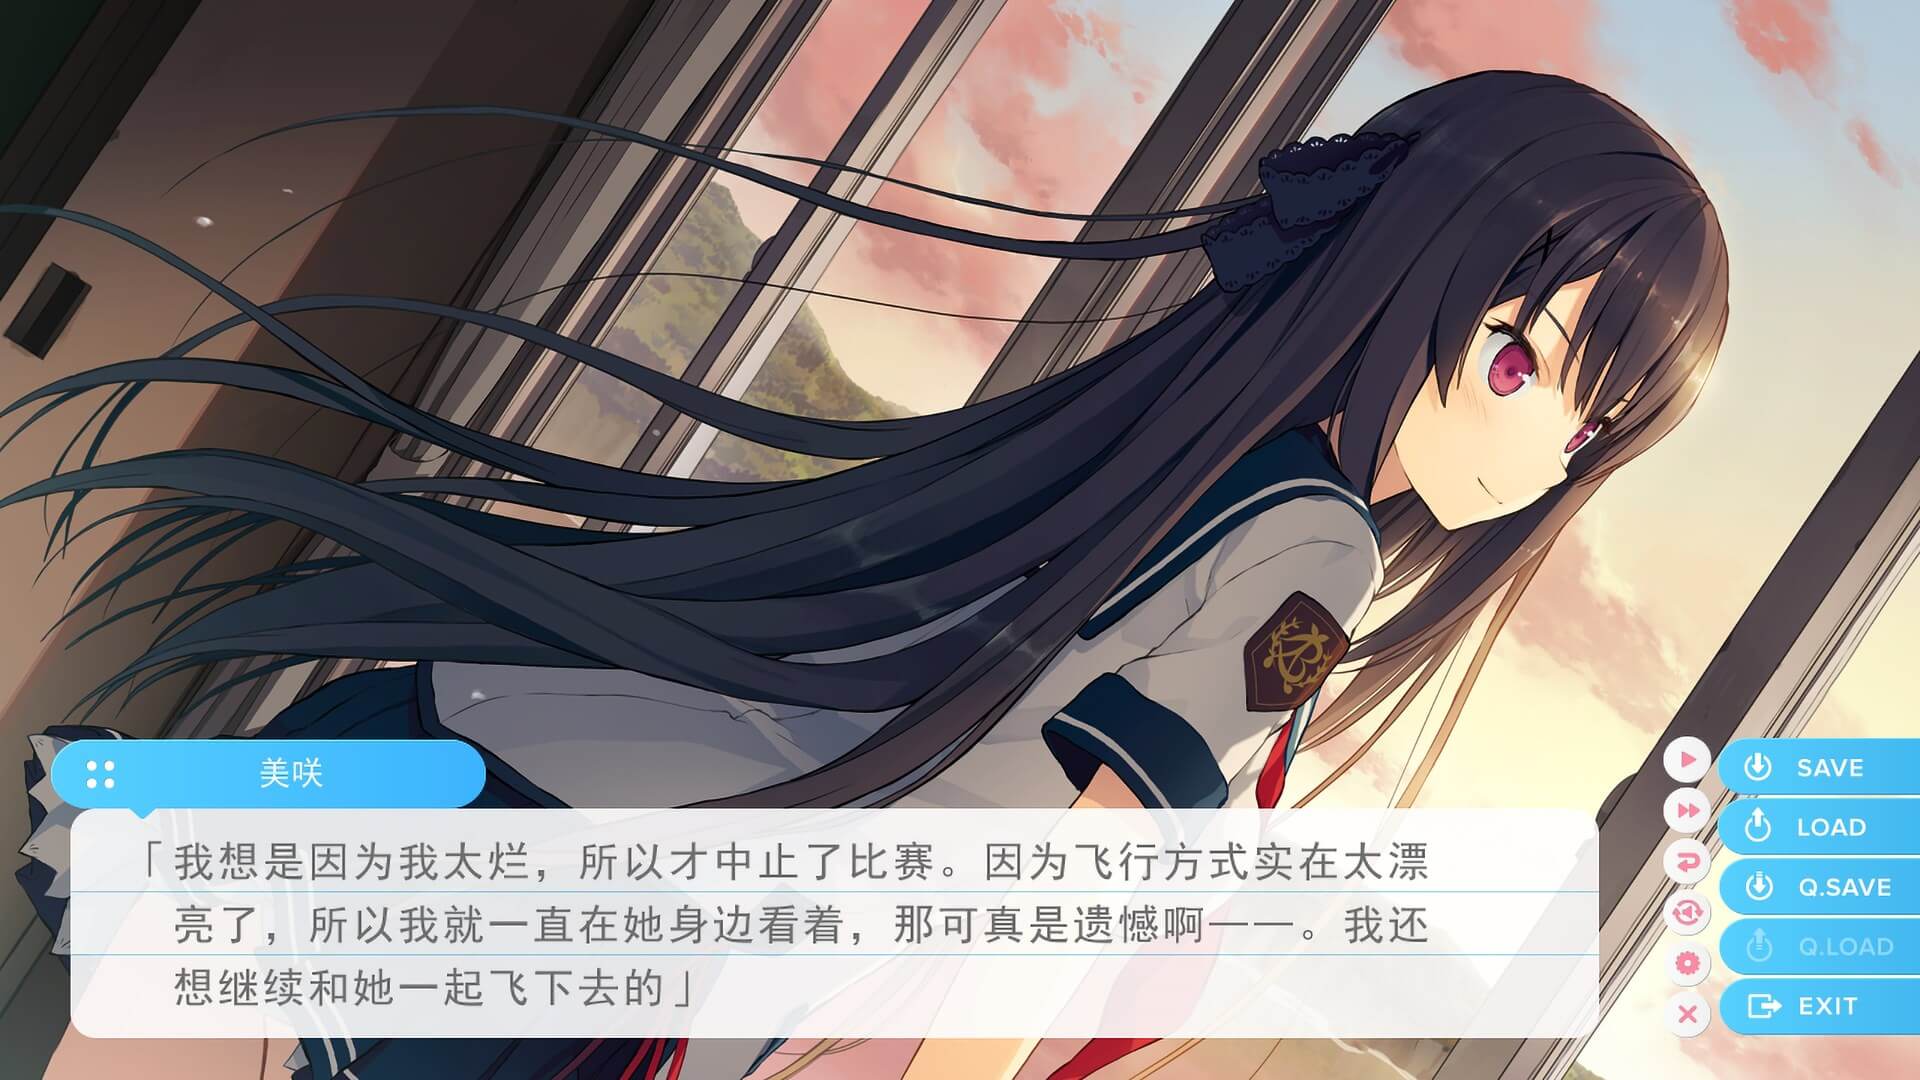 美咲
「我想是因为我太烂，所以才中止了比赛。因为飞行方式实在太漂
亮了，所以我就一直在她身边看着，那可真是遗憾啊——。我还
想继续和她一起飞下去的」
SAVE
LOAD
Q.SAVE
Q.LOAD
EXIT